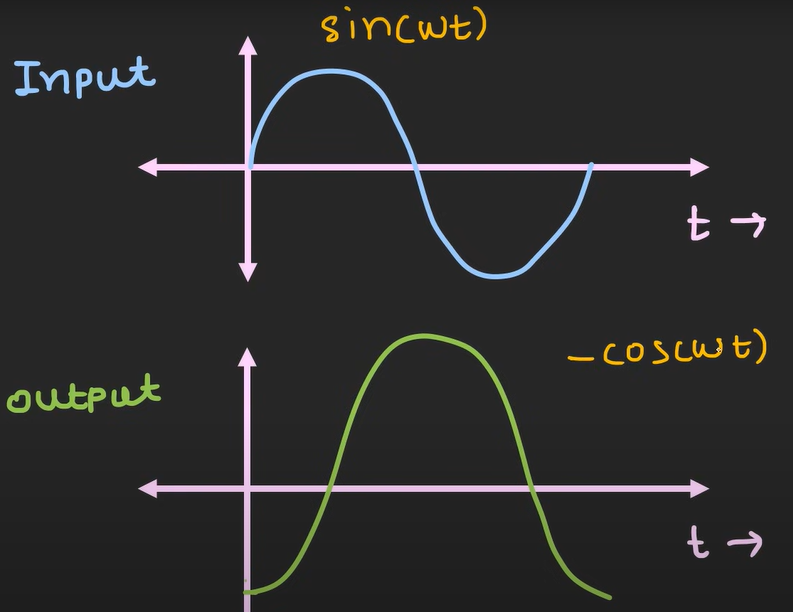 sin(wt)
Input
t →
-cos(wt)
output
t →